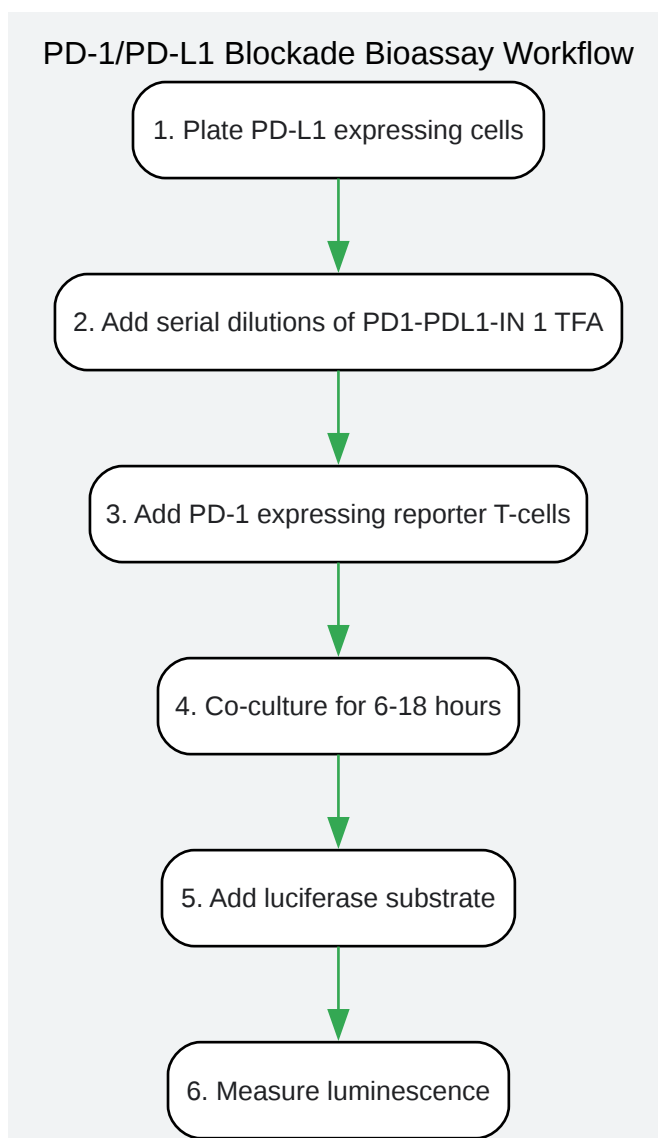 PD-1/PD-L1 Blockade Bioassay Workflow
1. Plate PD-L1 expressing cells
2. Add serial dilutions of PD1-PDL1-IN 1 TFA
3. Add PD-1 expressing reporter T-cells
4. Co-culture for 6-18 hours
5. Add luciferase substrate
6. Measure luminescence